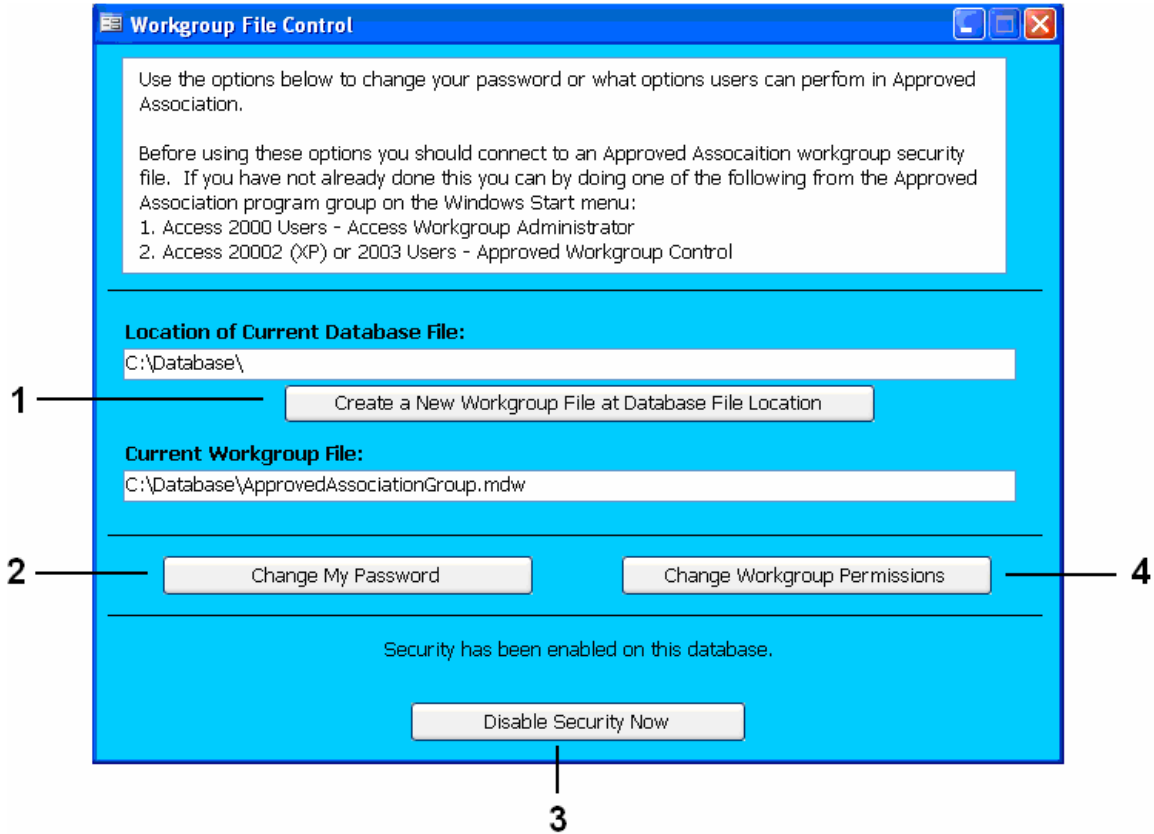 Workgroup File Control
Use the options below to change your password or what options users can perfom in Approved
Association.
Before using these options you should connect to an Approved Assocaition workgroup security
file.  If you have not already done this you can by doing one of the following from the Approved
Association program group on the Windows Start menu:
1. Access 2000 Users - Access Workgroup Administrator
2. Access 20002 (XP) or 2003 Users - Approved Workgroup Control
Location of Current Database File:
C:\Database\
1
Create a New Workgroup File at Database File Location
Current Workgroup File:
C:\Database\ApprovedAssociationGroup.mdw
2
Change My Password
Change Workgroup Permissions
4
Security has been enabled on this database.
Disable Security Now
3